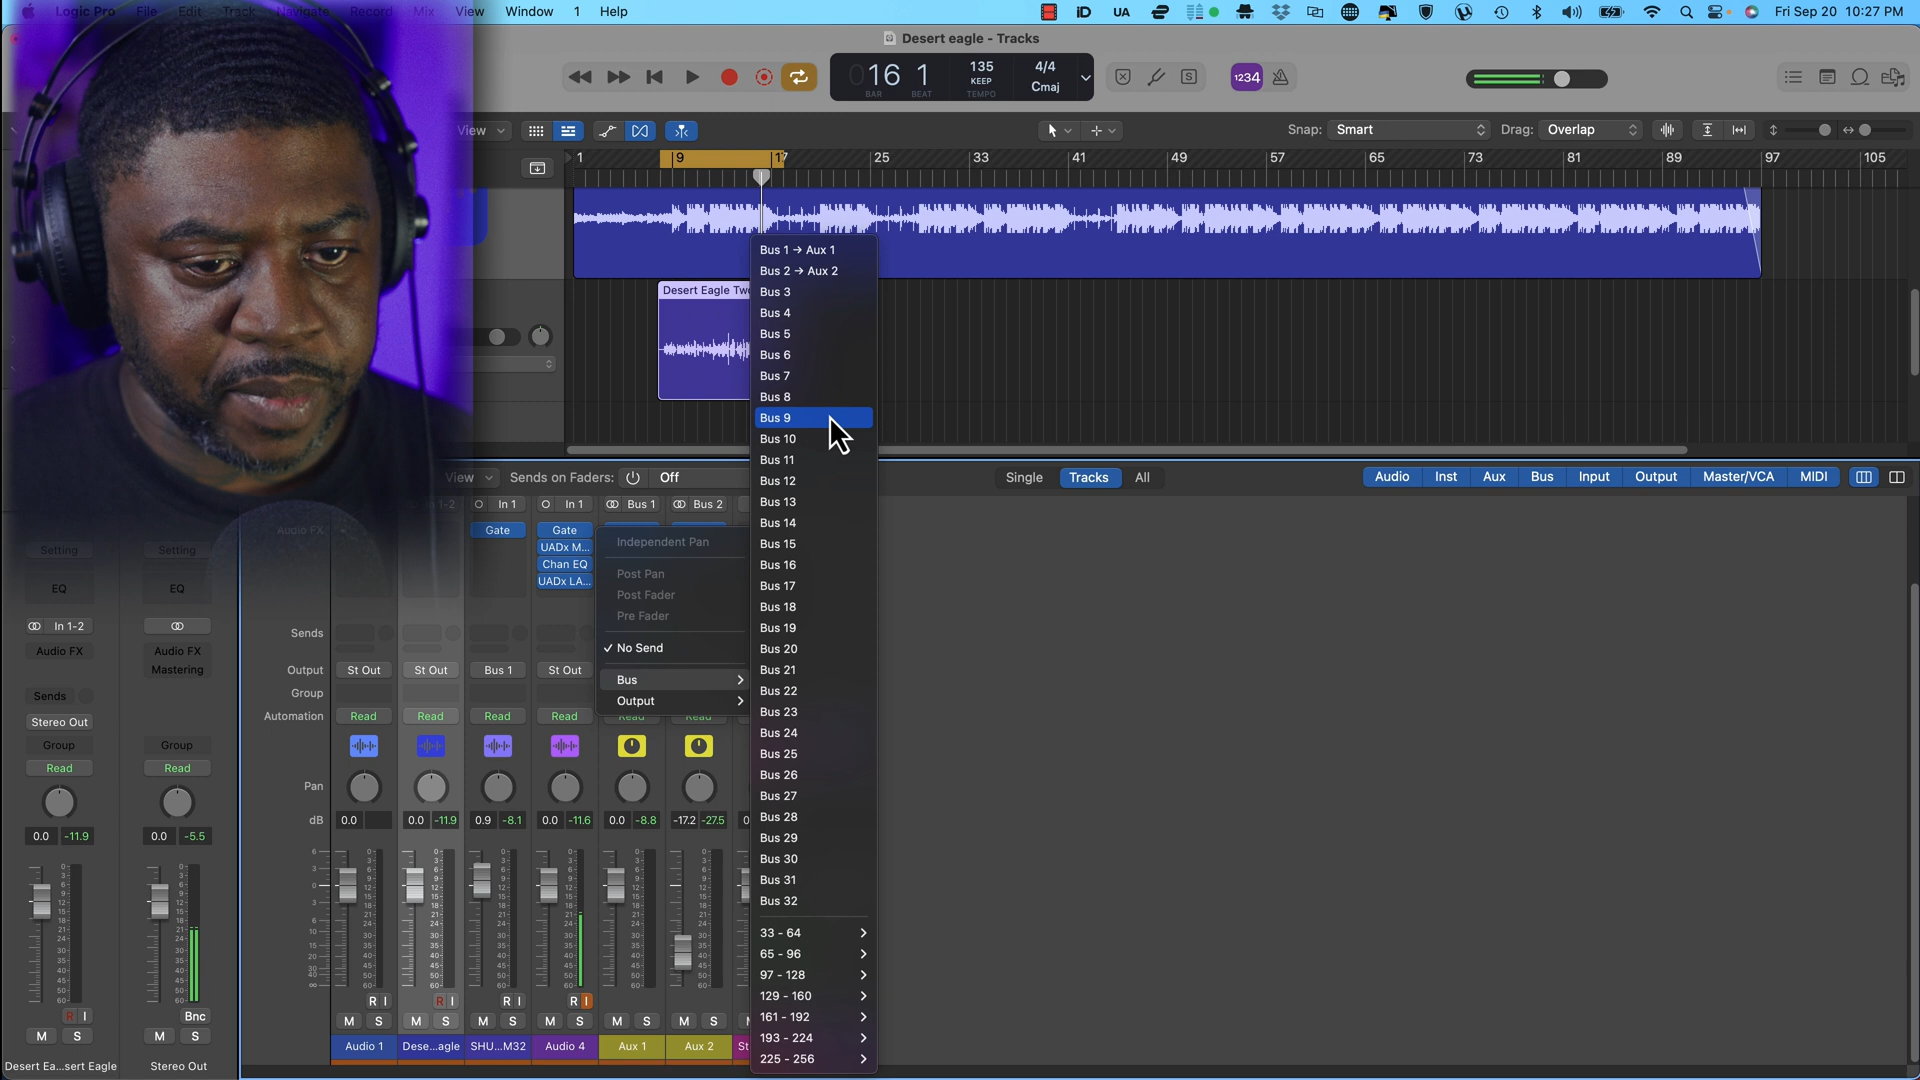 Logic Pro File Edit Track Navigate Record Mix View Window 1 Help
iD UA Fri Sep 20 10:27 PM
Desert eagle - Tracks
016 1 135 4/4
KEEP Cmaj
BAR BEAT TEMPO
1234
View
Snap: Smart Drag: Overlap
1 9 17 25 33 41 49 57 65 73 81 89 97 105
Desert Eagle Two
Bus 1 → Aux 1
Bus 2 → Aux 2
Bus 3
Bus 4
Bus 5
Bus 6
Bus 7
Bus 8
Bus 9
Bus 10
Bus 11
Bus 12
Bus 13
Bus 14
Bus 15
Bus 16
Bus 17
Bus 18
Bus 19
Bus 20
Bus 21
Bus 22
Bus 23
Bus 24
Bus 25
Bus 26
Bus 27
Bus 28
Bus 29
Bus 30
Bus 31
Bus 32
33 - 64
65 - 96
97 - 128
129 - 160
161 - 192
193 - 224
225 - 256
View Sends on Faders: Off
Single Tracks All
Audio Inst Aux Bus Input Output Master/VCA MIDI
In 1 In 1 Bus 1 Bus 2
Audio FX Gate Gate
UADx M...
Chan EQ
UADx LA...
Independent Pan
Post Pan
Post Fader
Pre Fader
✓ No Send
Bus
Output
Setting Setting
EQ EQ
In 1-2
Audio FX Audio FX
Mastering
Sends
Stereo Out
Group Group
Read Read
0.0 -11.9 0.0 -5.5
R I Bnc
M S M S
Desert Ea...sert Eagle Stereo Out
Sends
Output St Out St Out Bus 1 St Out
Group
Automation Read Read Read Read Read Read
Pan
dB 0.0 0.0 -11.9 0.9 -8.1 0.0 -11.6 0.0 -8.8 -17.2 -27.5
R I R I R I R I
M S M S M S M S M S M S
Audio 1 Dese...agle SHU...M32 Audio 4 Aux 1 Aux 2 St